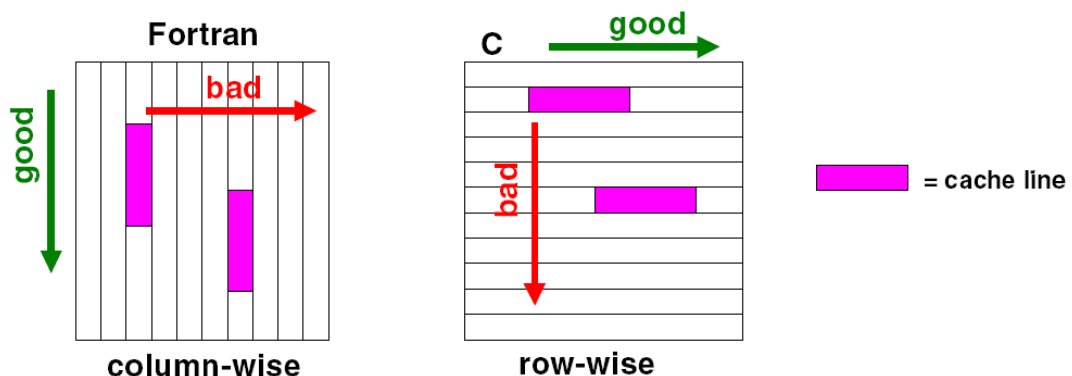 Fortran
good
bad
column-wise
C
good
bad
row-wise
= cache line